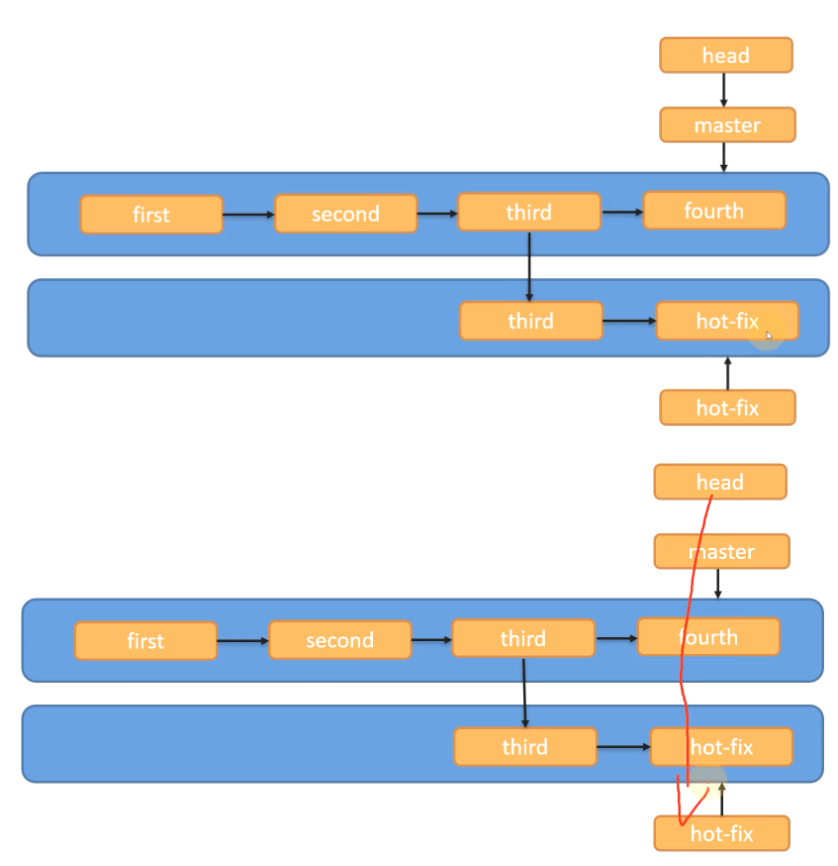 head
master
first second third fourth
third hot-fix
hot-fix
head
master
first second third fourth
third hot-fix
hot-fix